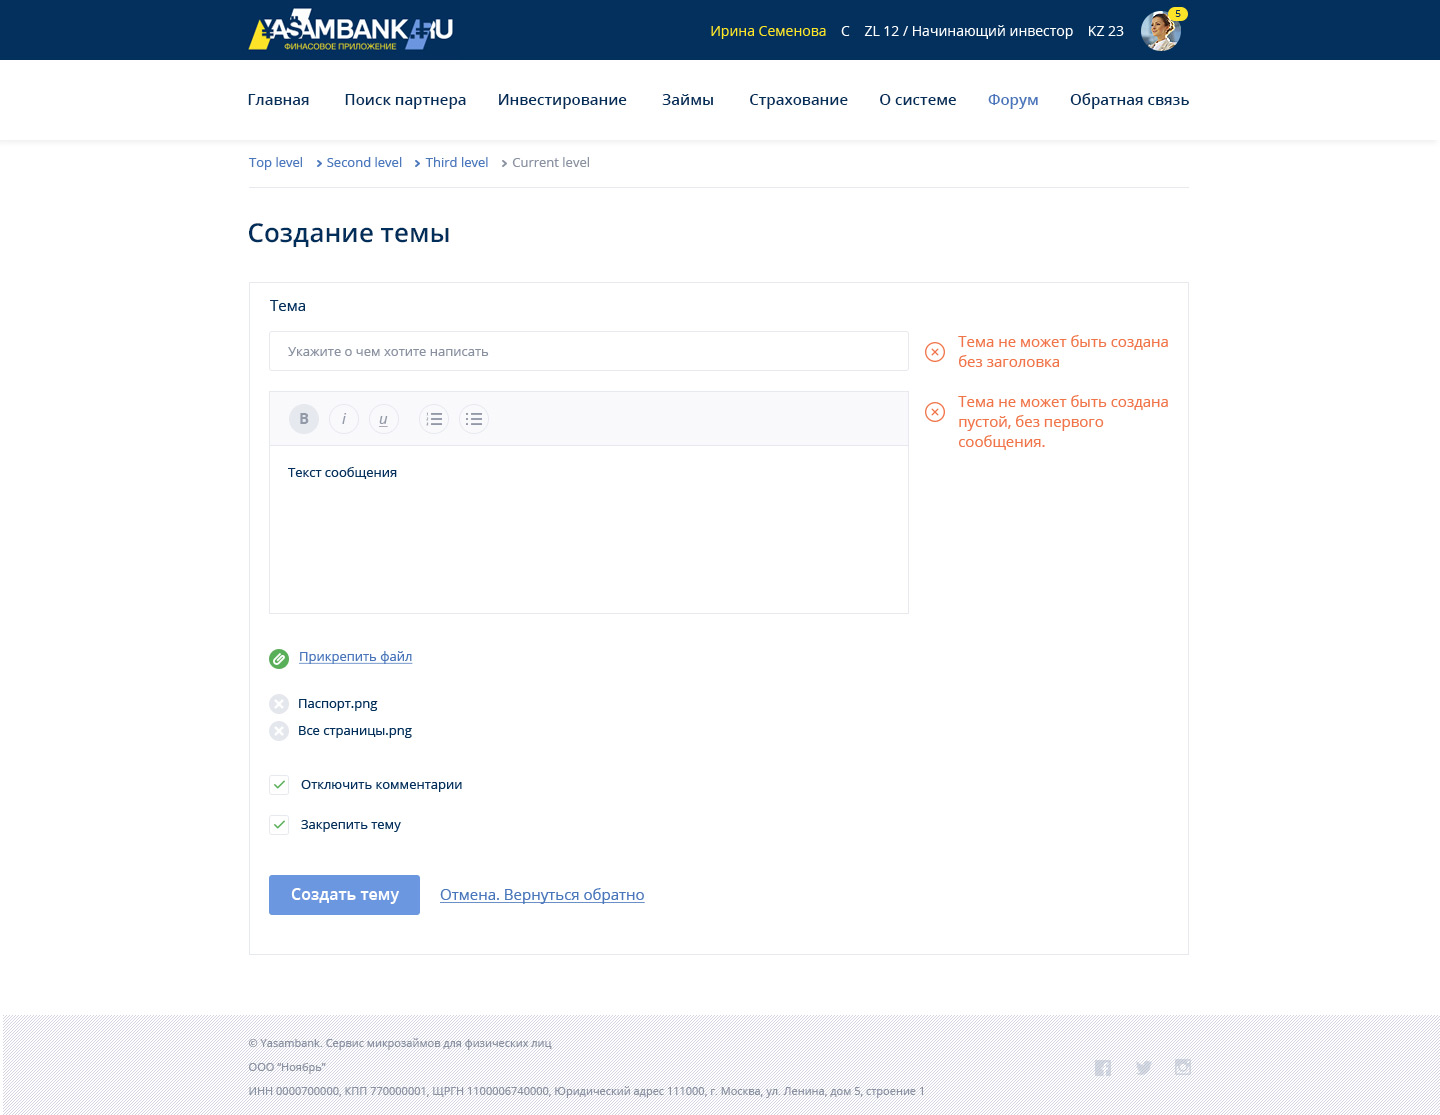 YASAMBANK.RU
ФИНАСОВОЕ ПРИЛОЖЕНИЕ
Ирина Семенова C ZL 12 / Начинающий инвестор KZ 23
5
Главная Поиск партнера Инвестирование Займы Страхование О системе Форум Обратная связь
Top level Second level Third level Current level
Создание темы
Тема
Укажите о чем хотите написать
Тема не может быть создана
без заголовка
B i u
Тема не может быть создана
пустой, без первого
сообщения.
Текст сообщения
Прикрепить файл
Паспорт.png
Все страницы.png
Отключить комментарии
Закрепить тему
Создать тему Отмена. Вернуться обратно
© Yasambank. Сервис микрозаймов для физических лиц
ООО “Ноябрь”
ИНН 0000700000, КПП 770000001, ЩРГН 1100006740000, Юридический адрес 111000, г. Москва, ул. Ленина, дом 5, строение 1